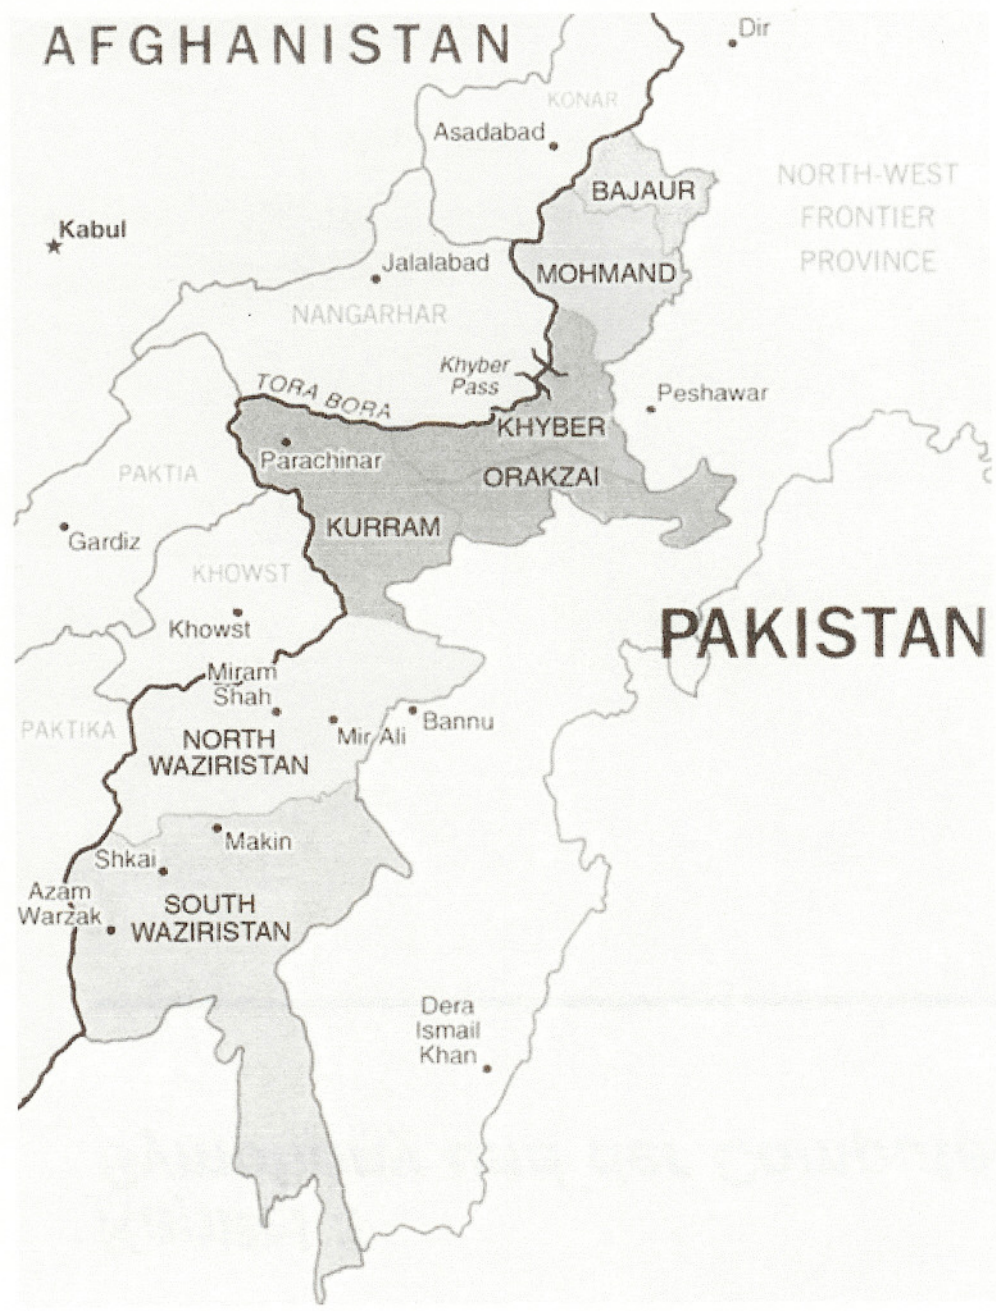 AFGHANISTAN
Dir
KONAR
Asadabad
BAJAUR
NORTH-WEST
FRONTIER
PROVINCE
Kabul
Jalalabad
MOHMAND
NANGARHAR
Khyber
Pass
TORA BORA
Peshawar
KHYBER
Parachinar
PAKTIA
ORAKZAI
KURRAM
Gardiz
KHOWST
Khowst
PAKISTAN
Miram
Shah
PAKTIKA
Mir Ali
Bannu
NORTH
WAZIRISTAN
Makin
Shkai
Azam
Warzak
SOUTH
WAZIRISTAN
Dera
Ismail
Khan